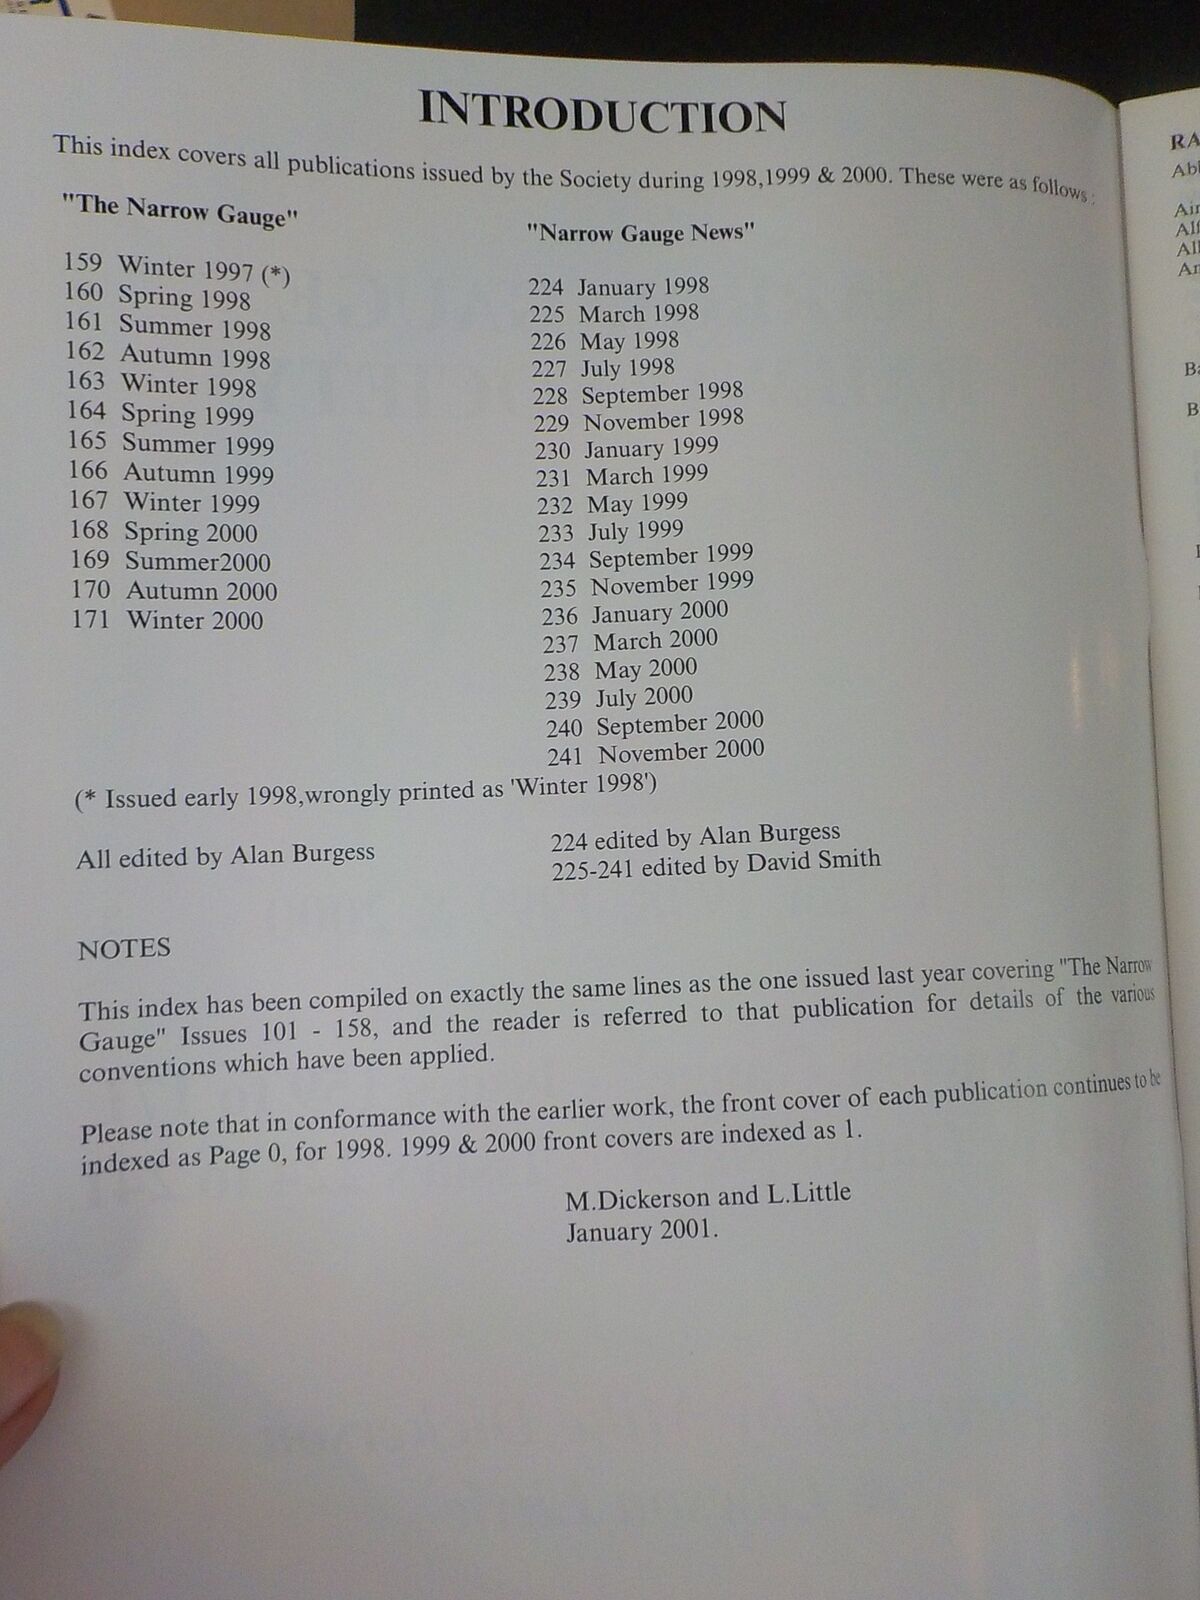 INTRODUCTION
This index covers all publications issued by the Society during 1998,1999 & 2000. These were as follows :
"The Narrow Gauge"
159 Winter 1997 (*)
160 Spring 1998
161 Summer 1998
162 Autumn 1998
163 Winter 1998
164 Spring 1999
165 Summer 1999
166 Autumn 1999
167 Winter 1999
168 Spring 2000
169 Summer2000
170 Autumn 2000
171 Winter 2000
"Narrow Gauge News"
224 January 1998
225 March 1998
226 May 1998
227 July 1998
228 September 1998
229 November 1998
230 January 1999
231 March 1999
232 May 1999
233 July 1999
234 September 1999
235 November 1999
236 January 2000
237 March 2000
238 May 2000
239 July 2000
240 September 2000
241 November 2000
(* Issued early 1998,wrongly printed as 'Winter 1998')
All edited by Alan Burgess
224 edited by Alan Burgess
225-241 edited by David Smith
NOTES
This index has been compiled on exactly the same lines as the one issued last year covering "The Narrow
Gauge" Issues 101 - 158, and the reader is referred to that publication for details of the various
conventions which have been applied.
Please note that in conformance with the earlier work, the front cover of each publication continues to be
indexed as Page 0, for 1998. 1999 & 2000 front covers are indexed as 1.
M.Dickerson and L.Little
January 2001.